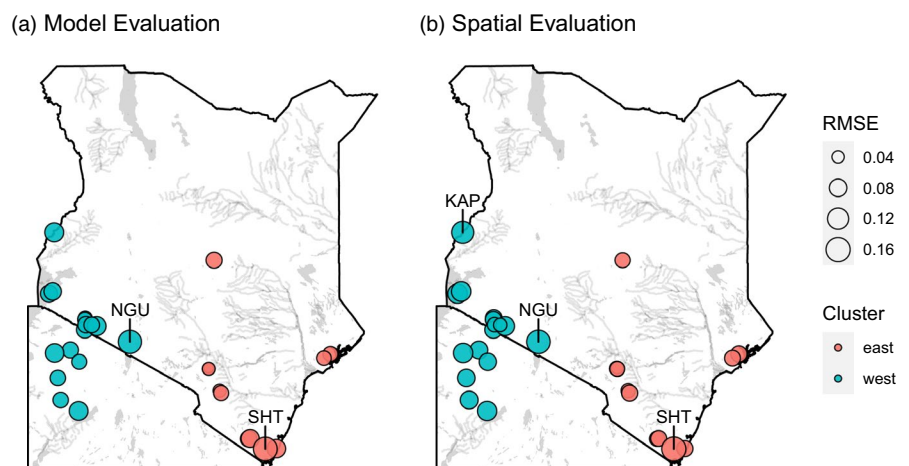 (a) Model Evaluation
(b) Spatial Evaluation
NGU
SHT
KAP
NGU
SHT
RMSE
0.04
0.08
0.12
0.16
Cluster
east
west